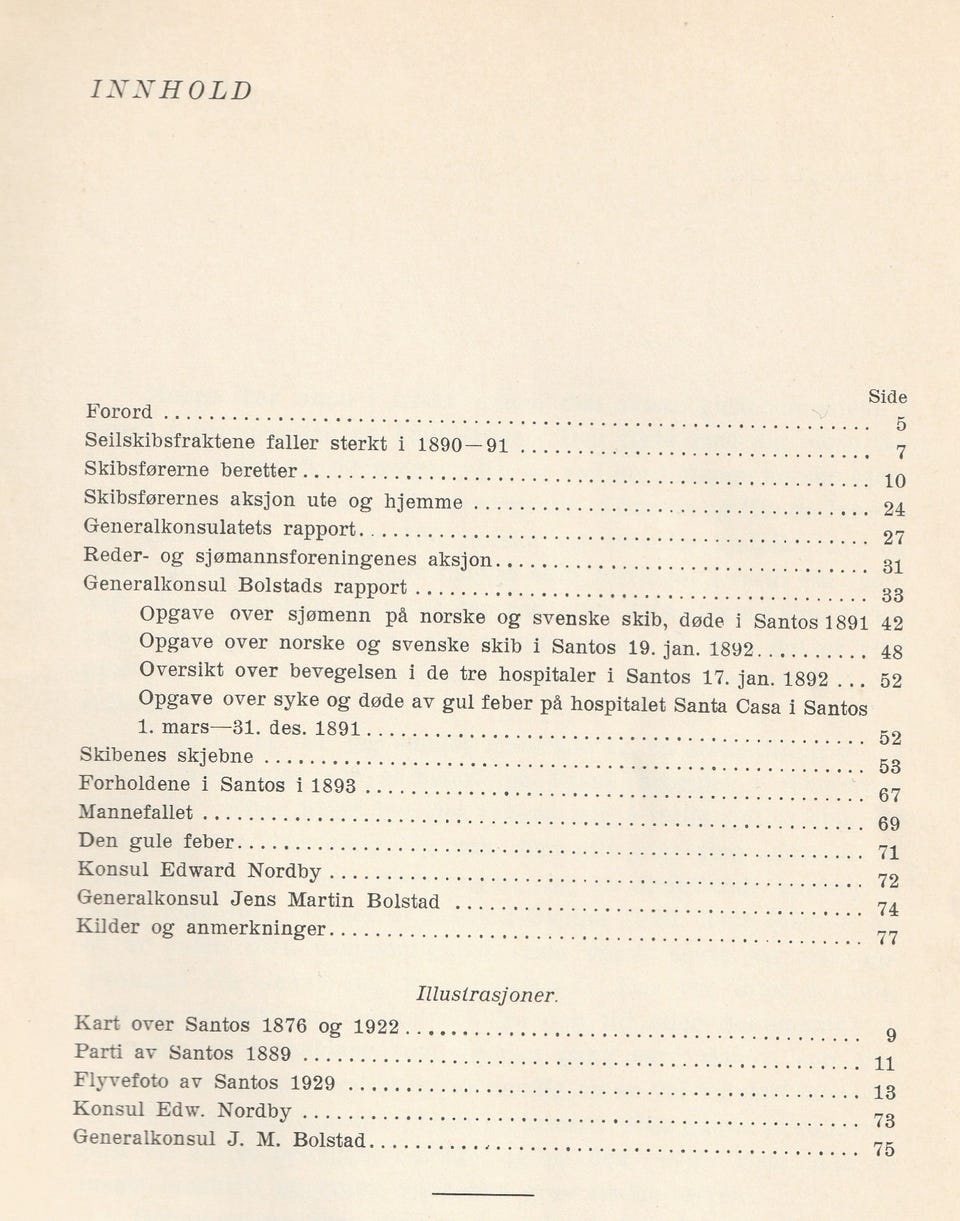 INNHOLD
Side
Forord ........................................ 5
Seilskibsfraktene faller sterkt i 1890—91 ........................................ 7
Skibsførerne beretter ........................................ 10
Skibsførernes aksjon ute og hjemme ........................................ 24
Generalkonsulatets rapport ........................................ 27
Reder- og sjømannsforeningenes aksjon ........................................ 31
Generalkonsul Bolstads rapport ........................................ 33
Opgave over sjømenn på norske og svenske skib, døde i Santos 1891 42
Opgave over norske og svenske skib i Santos 19. jan. 1892 .......... 48
Oversikt over bevegelsen i de tre hospitaler i Santos 17. jan. 1892 ... 52
Opgave over syke og døde av gul feber på hospitalet Santa Casa i Santos
1. mars—31. des. 1891 ........................................ 52
Skibenes skjebne ........................................ 53
Forholdene i Santos i 1893 ........................................ 67
Mannefallet ........................................ 69
Den gule feber ........................................ 71
Konsul Edward Nordby ........................................ 72
Generalkonsul Jens Martin Bolstad ........................................ 74
Kilder og anmerkninger ........................................ 77
Illustrasjoner.
Kart over Santos 1876 og 1922 ........................................ 9
Parti av Santos 1889 ........................................ 11
Flyvefoto av Santos 1929 ........................................ 13
Konsul Edw. Nordby ........................................ 73
Generalkonsul J. M. Bolstad ........................................ 75